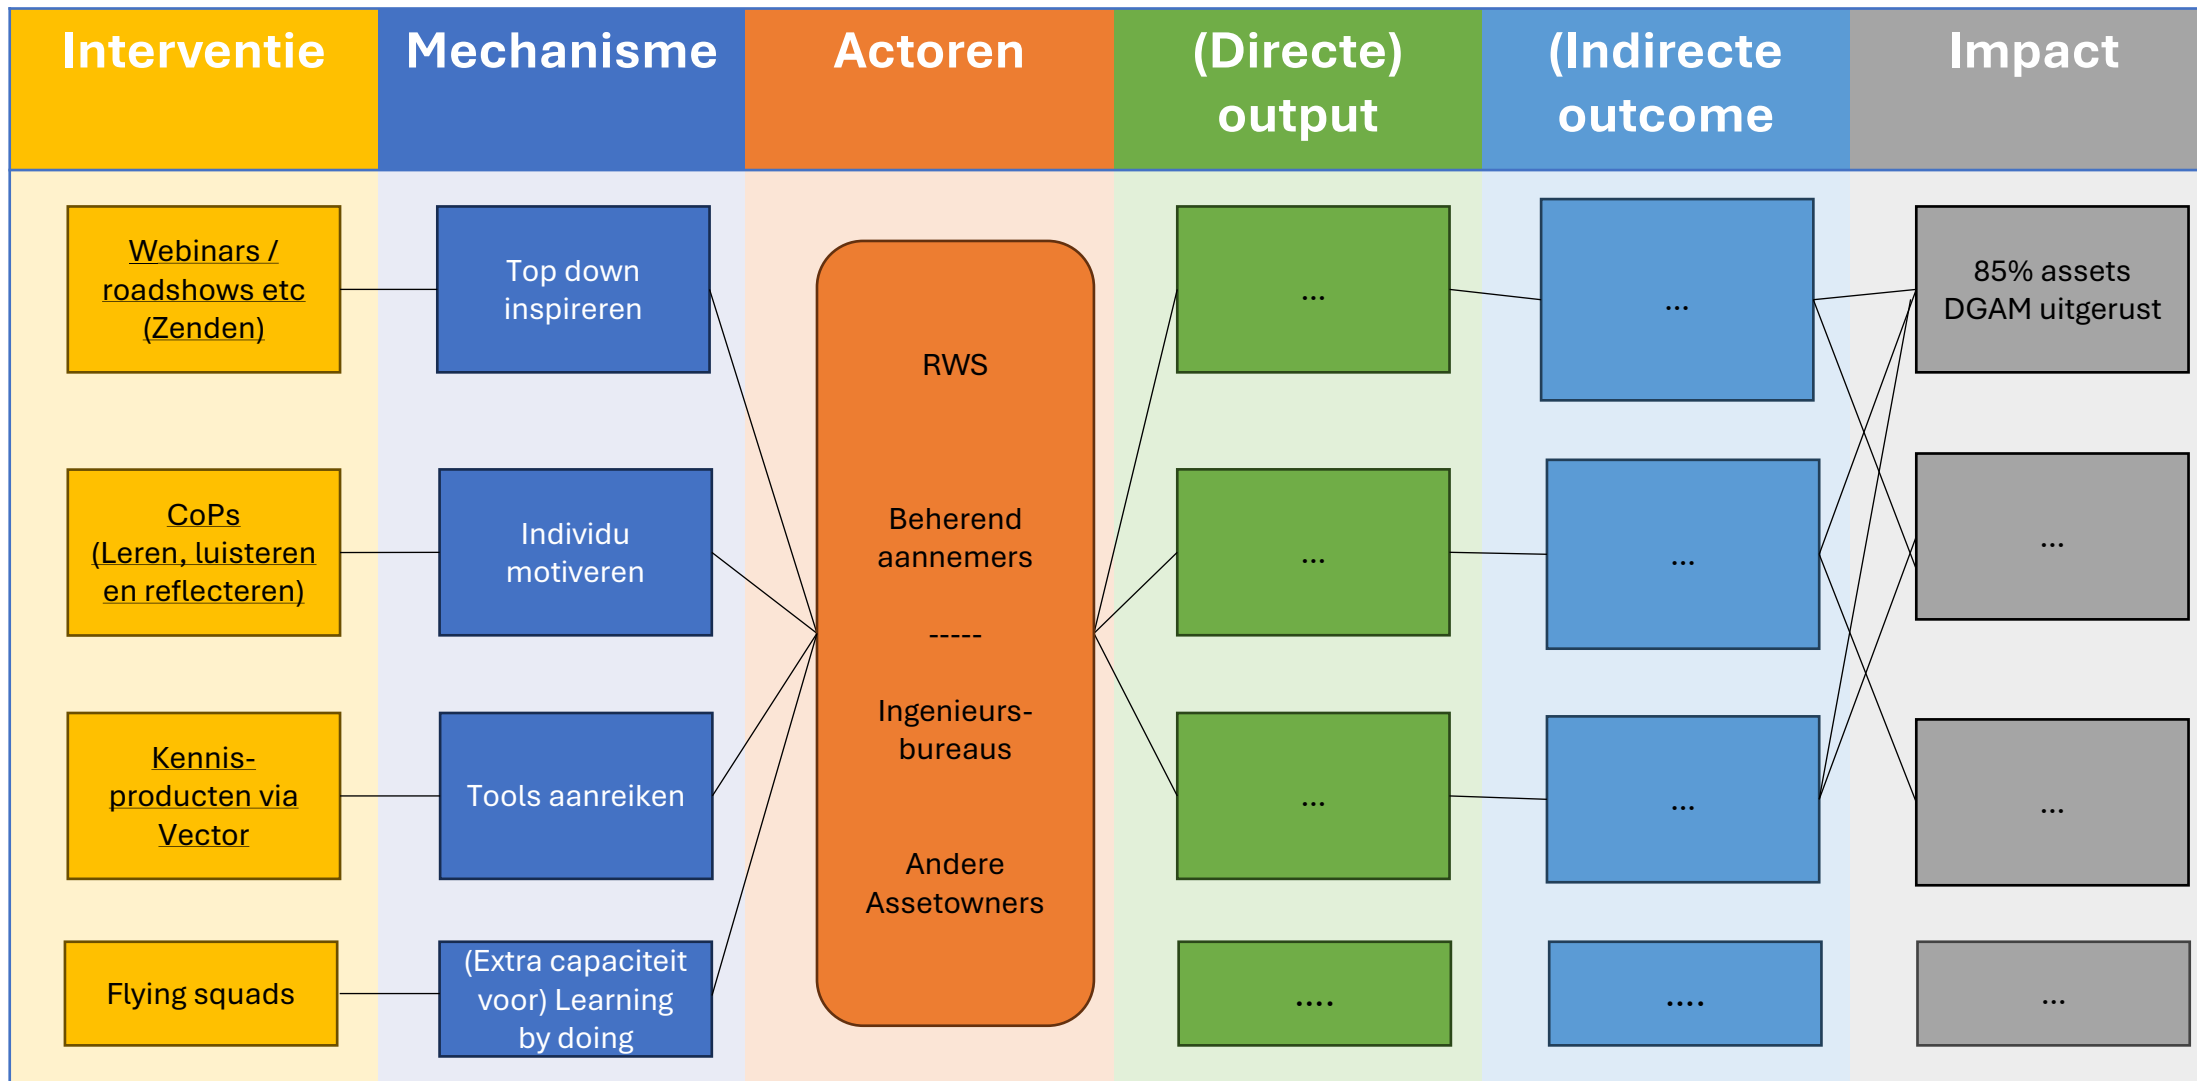 Interventie
Mechanisme
Actoren
(Directe)
output
(Indirecte
outcome
Impact
Webinars /
roadshows etc
(Zenden)
Top down
inspireren
RWS
Beherend
aannemers
-----
Ingenieurs-
bureaus
Andere
Assetowners
...
...
85% assets
DGAM uitgerust
CoPs
(Leren, luisteren
en reflecteren)
Individu
motiveren
...
...
...
Kennis-
producten via
Vector
Tools aanreiken
...
...
...
Flying squads
(Extra capaciteit
voor) Learning
by doing
....
....
...